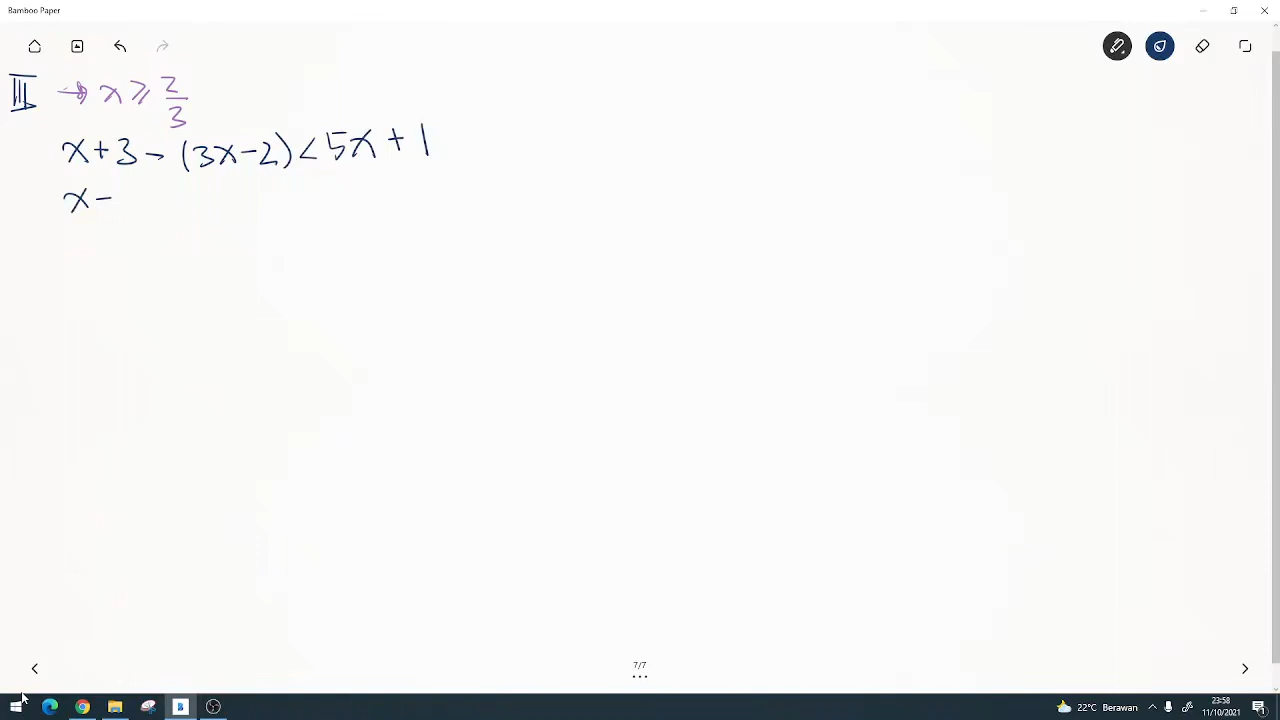 Bamboo Paper
III → x ≥ 2/3
x + 3 - (3x - 2) < 5x + 1
x -
7/7
22°C Berawan
23:58
11/10/2021